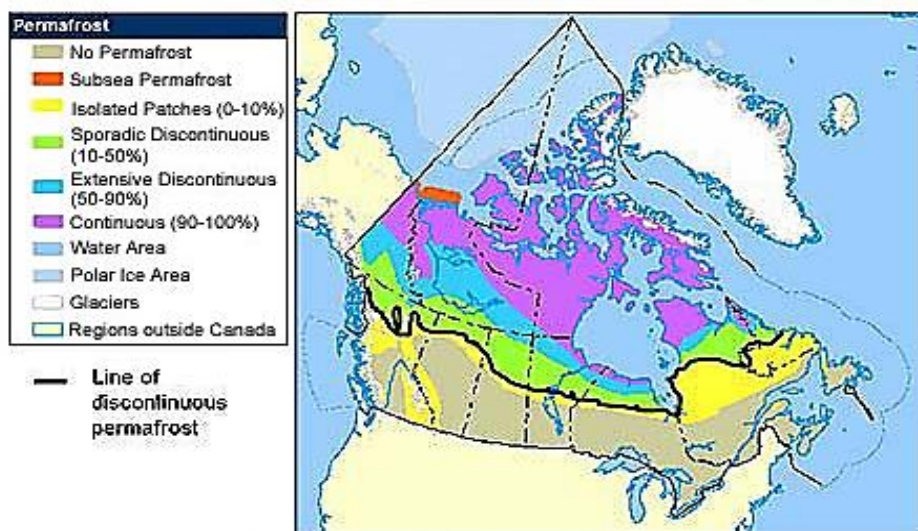 Permafrost
No Permafrost
Subsea Permafrost
Isolated Patches (0-10%)
Sporadic Discontinuous
(10-50%)
Extensive Discontinuous
(50-90%)
Continuous (90-100%)
Water Area
Polar Ice Area
Glaciers
Regions outside Canada
Line of
discontinuous
permafrost